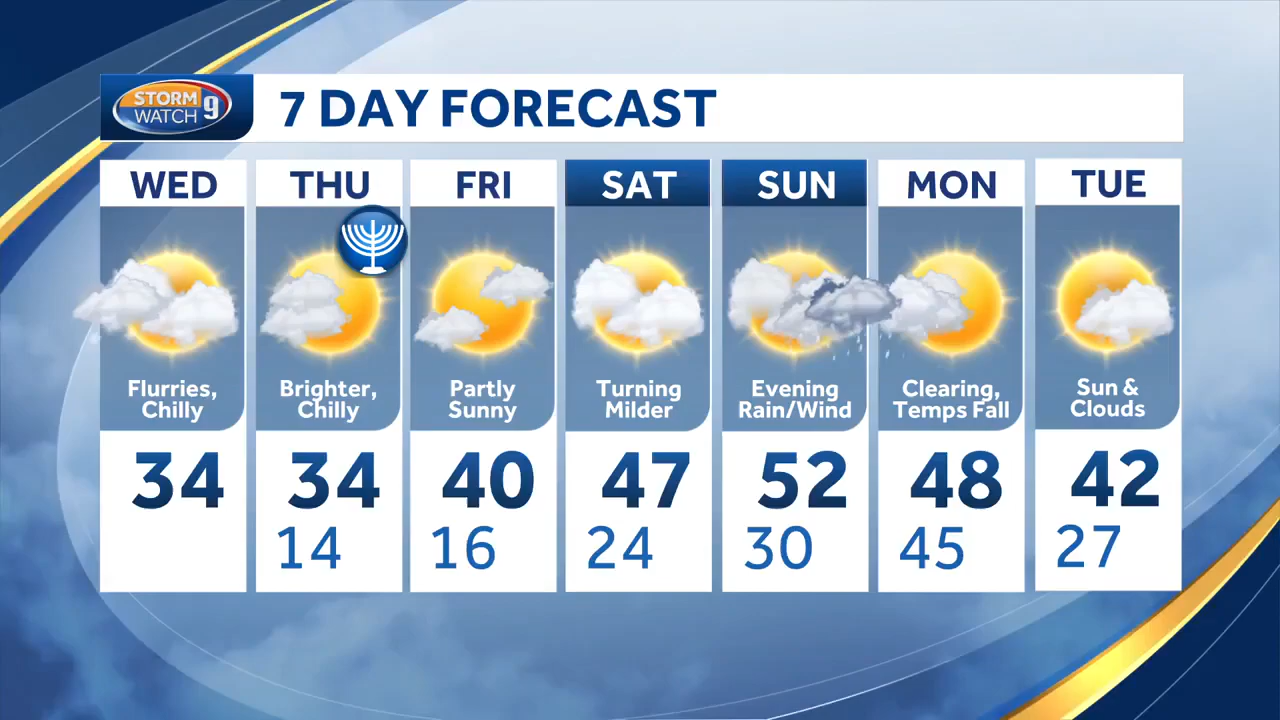 STORM
WATCH 9
7 DAY FORECAST
WED
THU
FRI
SAT
SUN
MON
TUE
Flurries,
Chilly
Brighter,
Chilly
Partly
Sunny
Turning
Milder
Evening
Rain/Wind
Clearing,
Temps Fall
Sun &
Clouds
34
34
40
47
52
48
42
14
16
24
30
45
27